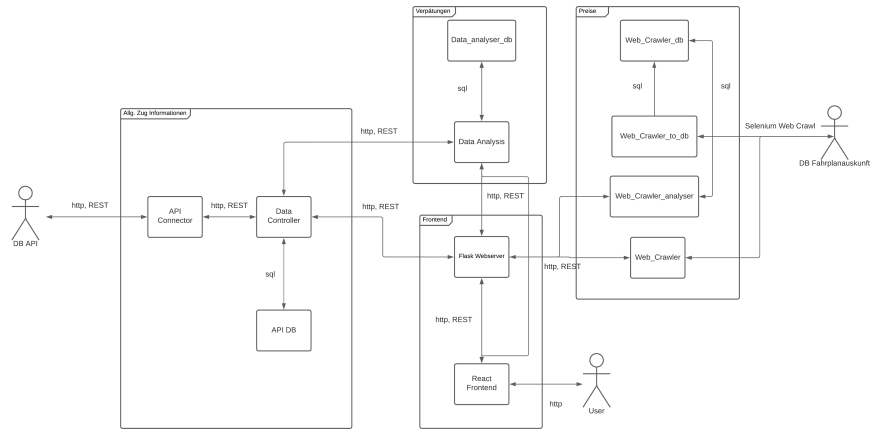 Verpätungen
Preise
Data_analyser_db
Web_Crawler_db
sql
sql
sql
Allg. Zug Informationen
Selenium Web Crawl
http, REST
Data Analysis
Web_Crawler_to_db
DB Fahrplanauskunft
http, REST
API
Connector
http, REST
Data
Controller
http, REST
http, REST
Web_Crawler_analyser
Frontend
DB API
Flask Webserver
Web_Crawler
http, REST
sql
http, REST
API DB
React
Frontend
http
User